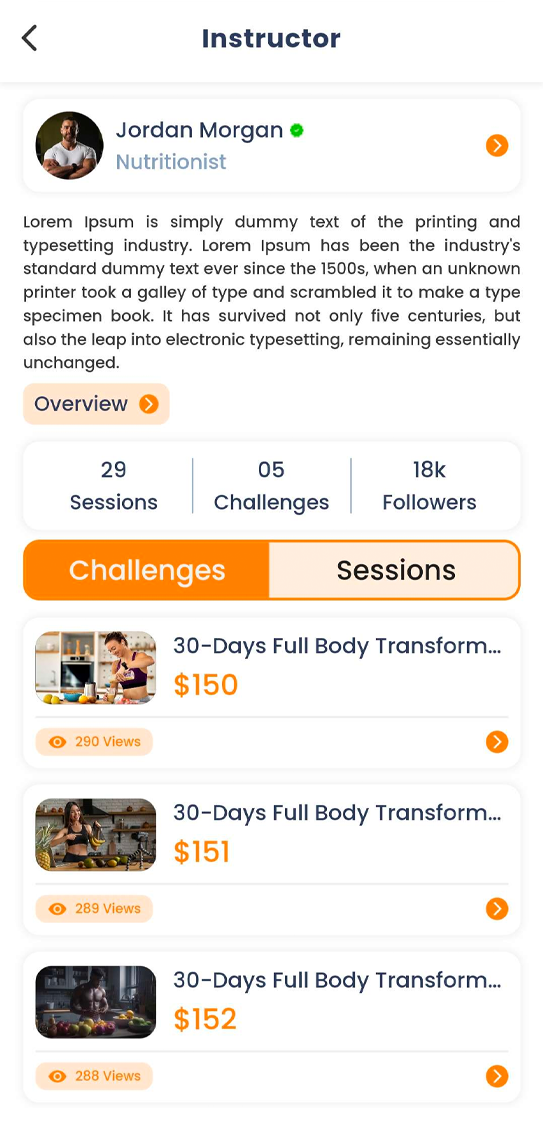 Instructor
Jordan Morgan
Nutritionist
Lorem Ipsum is simply dummy text of the printing and
typesetting industry. Lorem Ipsum has been the industry's
standard dummy text ever since the 1500s, when an unknown
printer took a galley of type and scrambled it to make a type
specimen book. It has survived not only five centuries, but
also the leap into electronic typesetting, remaining essentially
unchanged.
Overview
29 05 18k
Sessions Challenges Followers
Challenges Sessions
30-Days Full Body Transform...
$150
290 Views
30-Days Full Body Transform...
$151
289 Views
30-Days Full Body Transform...
$152
288 Views